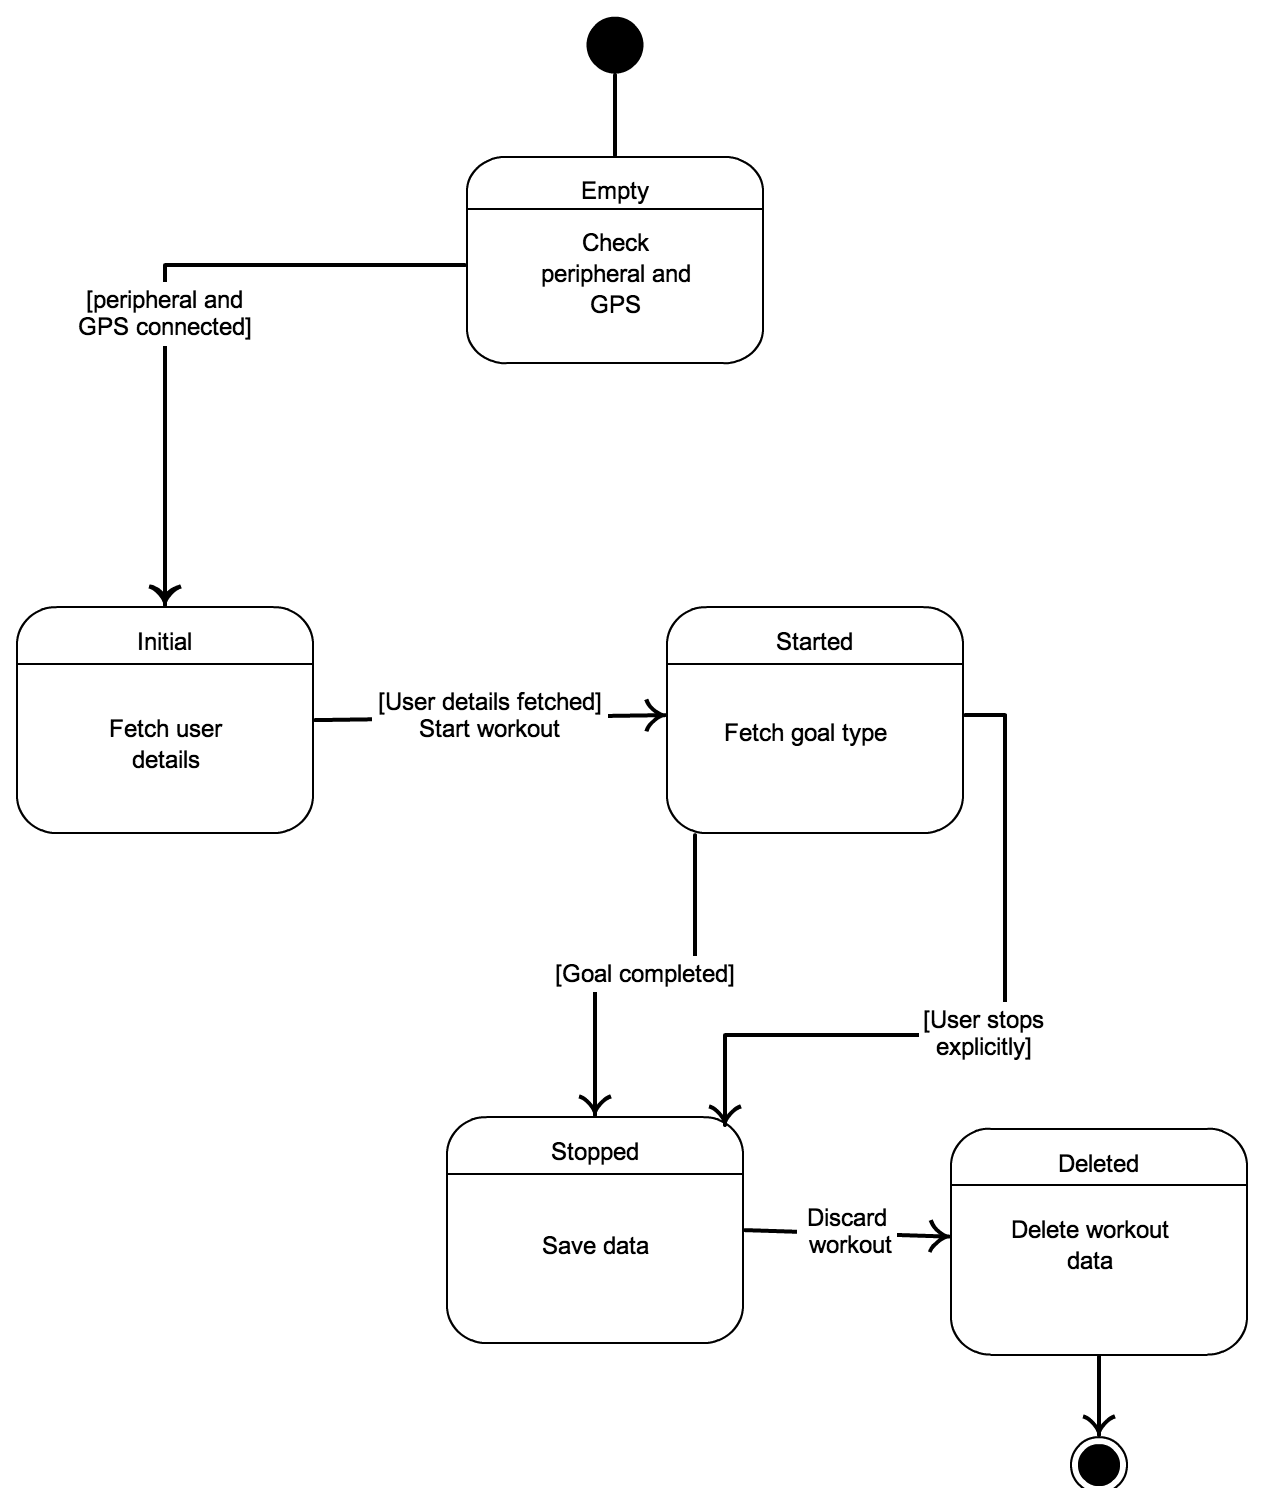 Empty
Check
peripheral and
GPS
[peripheral and
GPS connected]
Initial
Fetch user
details
[User details fetched]
Start workout
Started
Fetch goal type
[Goal completed]
[User stops
explicitly]
Stopped
Save data
Discard
workout
Deleted
Delete workout
data